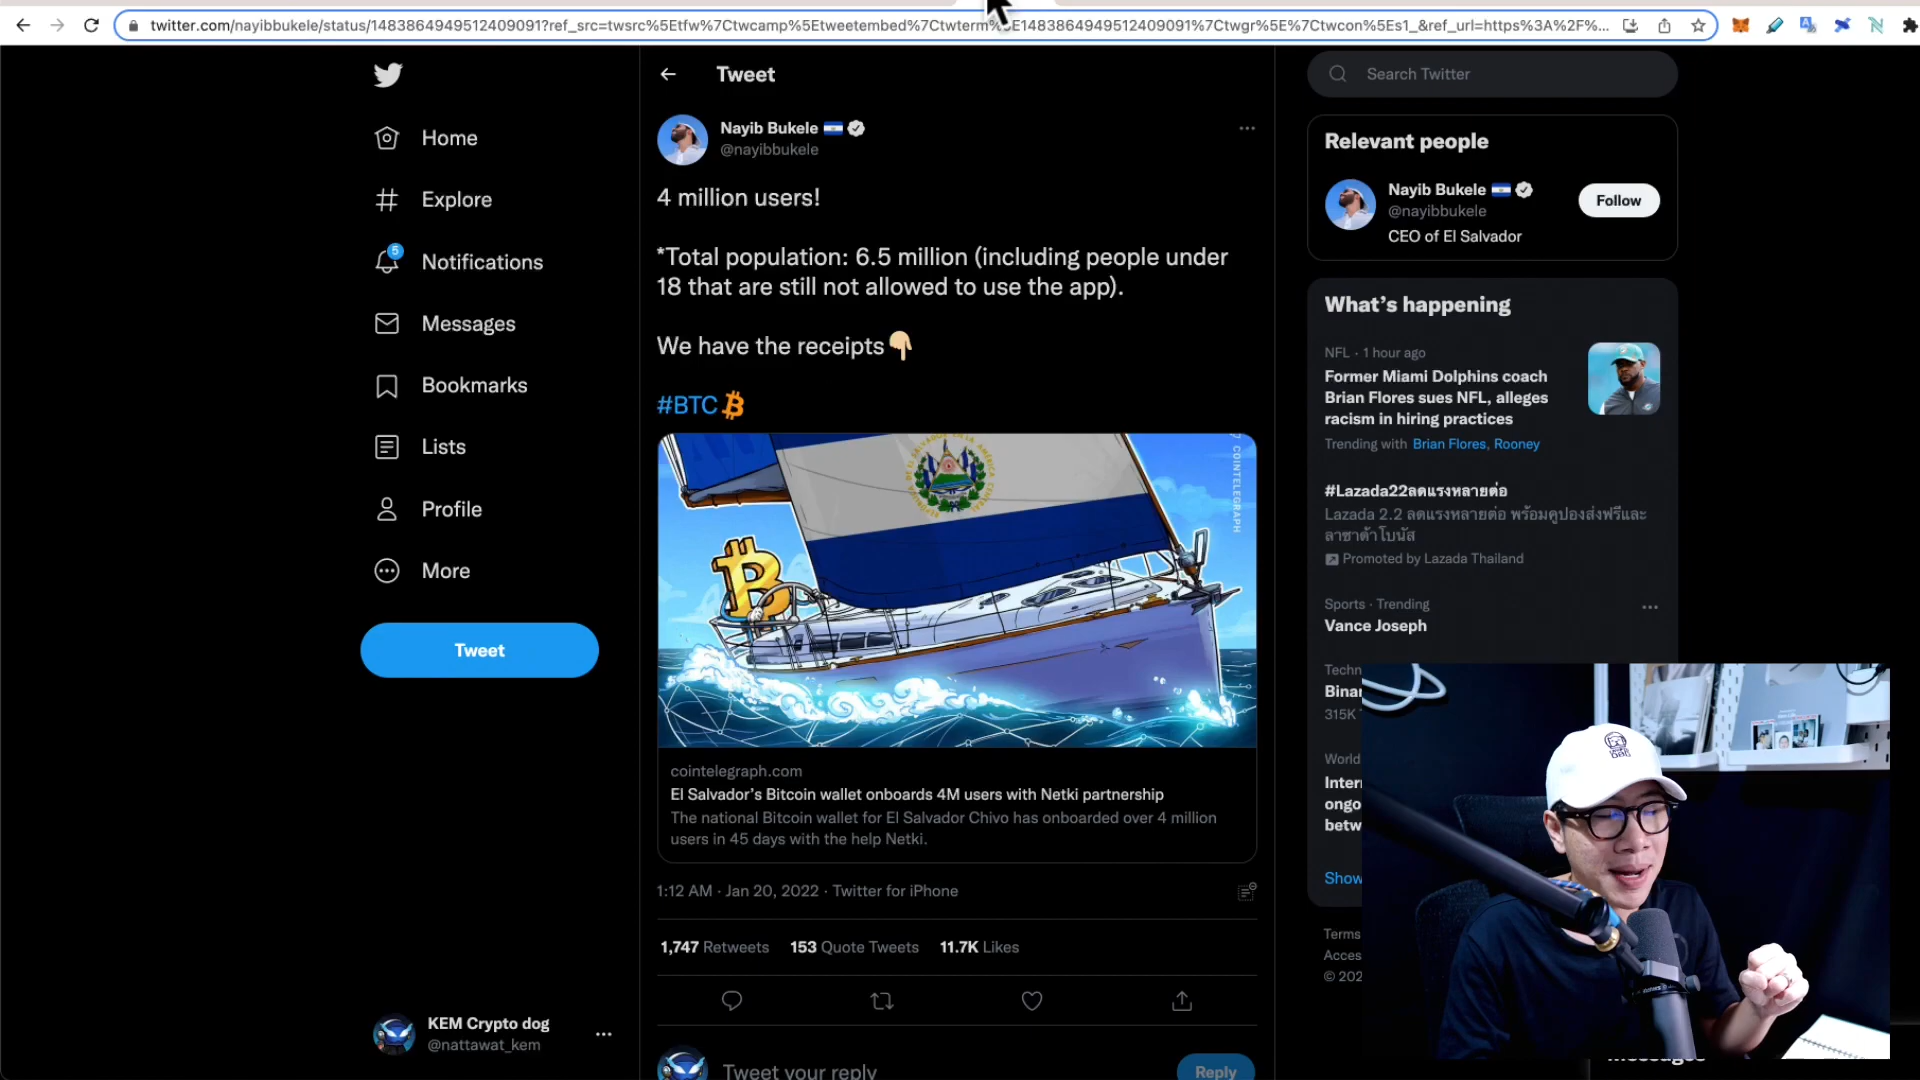 twitter.com/nayibbukele/status/1483864949512409091?ref_src=twsrc%5Etfw%7Ctwcamp%5Etweetembed%7Ctwterm%5E1483864949512409091%7Ctwgr%5E%7Ctwcon%5Es1_&ref_url=https%3A%2F%...
Home
Explore
5
Notifications
Messages
Bookmarks
Lists
Profile
More
Tweet
KEM Crypto dog
@nattawat_kem
Tweet
Nayib Bukele
@nayibbukele
4 million users!
*Total population: 6.5 million (including people under
18 that are still not allowed to use the app).
We have the receipts👇🏼
#BTC
COINTELEGRAPH
cointelegraph.com
El Salvador's Bitcoin wallet onboards 4M users with Netki partnership
The national Bitcoin wallet for El Salvador Chivo has onboarded over 4 million
users in 45 days with the help Netki.
1:12 AM · Jan 20, 2022 · Twitter for iPhone
1,747 Retweets 153 Quote Tweets 11.7K Likes
Tweet your reply
Reply
Search Twitter
Relevant people
Nayib Bukele
@nayibbukele
Follow
CEO of El Salvador
What's happening
NFL · 1 hour ago
Former Miami Dolphins coach
Brian Flores sues NFL, alleges
racism in hiring practices
Trending with Brian Flores, Rooney
#Lazada22ลดแรงหลายต่อ
Lazada 2.2 ลดแรงหลายต่อ พร้อมคูปองส่งฟรีและ
ลาซาด้าโบนัส
Promoted by Lazada Thailand
Sports · Trending
Vance Joseph
Techn
Binar
315K
World
Inter
ongo
betw
Show
Terms
Acces
© 202
Messages